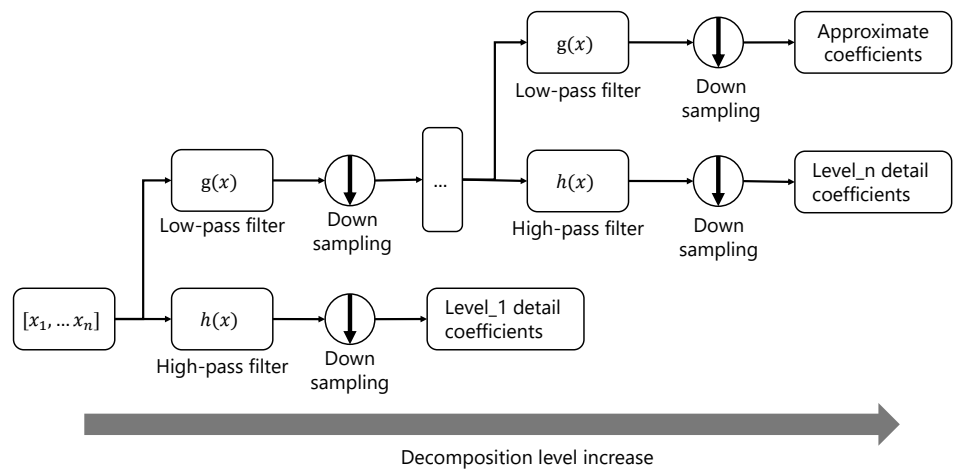 g(x)
Low-pass filter
Down
sampling
Approximate
coefficients
g(x)
Low-pass filter
Down
sampling
...
h(x)
High-pass filter
Down
sampling
Level_n detail
coefficients
[x₁, … xₙ]
h(x)
High-pass filter
Down
sampling
Level_1 detail
coefficients
Decomposition level increase